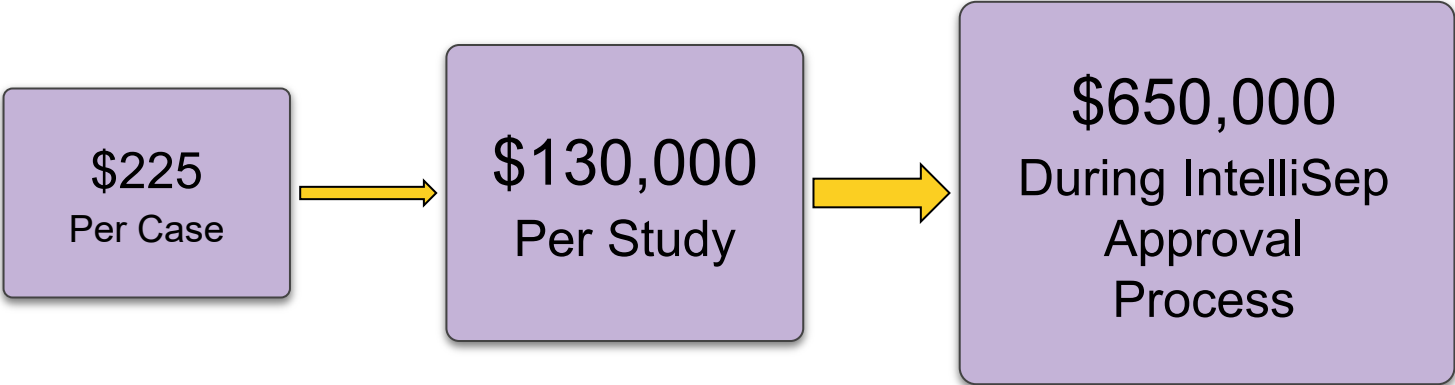 $225
Per Case
$130,000
Per Study
$650,000
During IntelliSep
Approval
Process